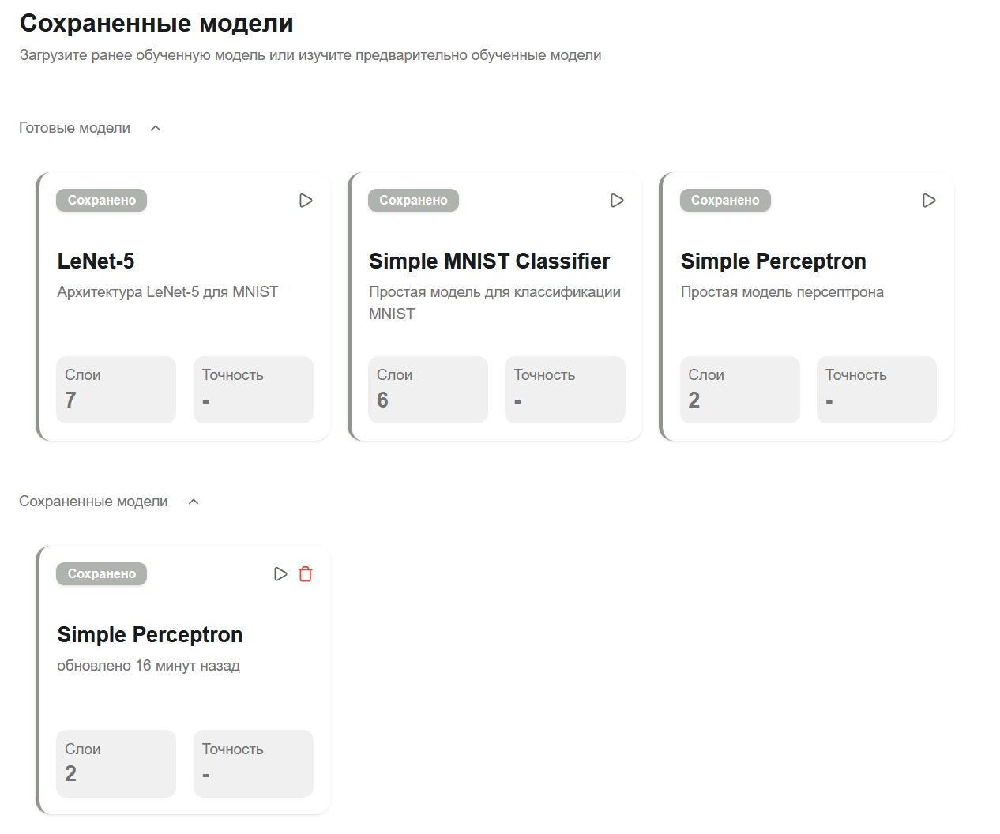 Сохраненные модели
Загрузите ранее обученную модель или изучите предварительно обученные модели
Готовые модели
Сохранено
LeNet-5
Архитектура LeNet-5 для MNIST
Слои
7
Точность
-
Сохранено
Simple MNIST Classifier
Простая модель для классификации
MNIST
Слои
6
Точность
-
Сохранено
Simple Perceptron
Простая модель персептрона
Слои
2
Точность
-
Сохраненные модели
Сохранено
Simple Perceptron
обновлено 16 минут назад
Слои
2
Точность
-